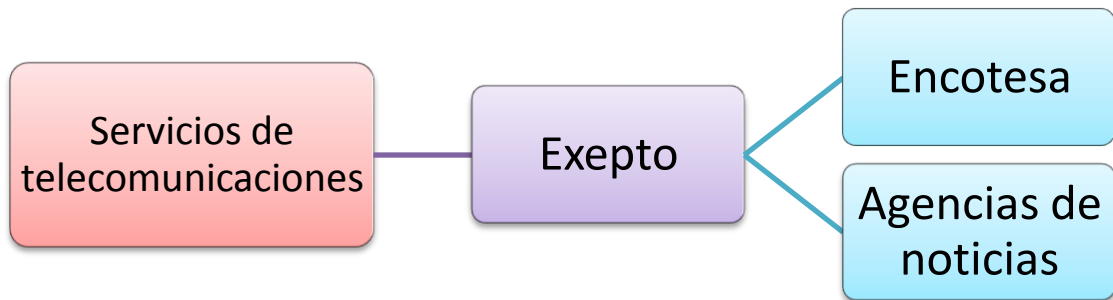 Servicios de
telecomunicaciones
Exepto
Encotesa
Agencias de
noticias